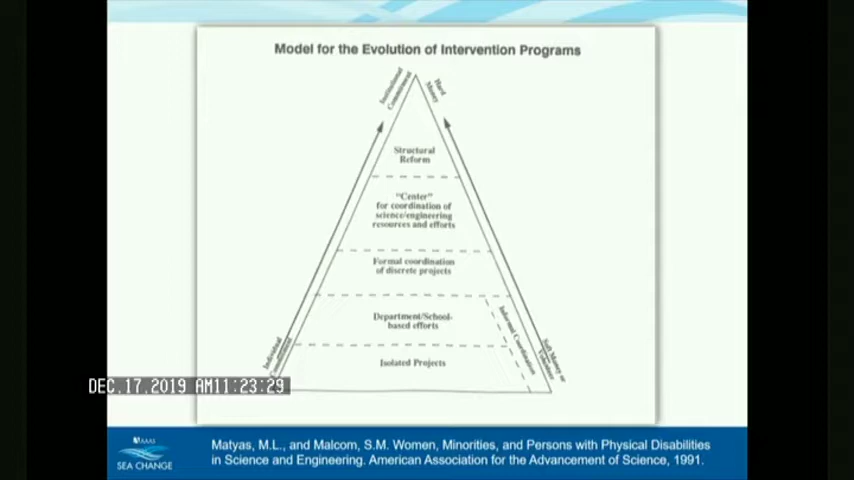 Model for the Evolution of Intervention Programs
Institutional
Commitment
Hard
Money
Structural
Reform
"Center"
for coordination of
science/engineering
resources and efforts
Formal coordination
of discrete projects
Department/School-
based efforts
Informal Coordination
Isolated Projects
Individual
Commitment
Soft Money or
Volunteer
DEC.17.2019 AM11:23:29
AAAS
SEA CHANGE
Matyas, M.L., and Malcom, S.M. Women, Minorities, and Persons with Physical Disabilities
in Science and Engineering. American Association for the Advancement of Science, 1991.